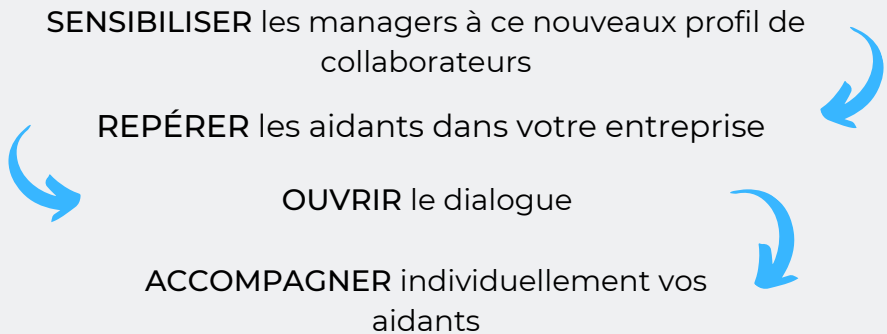 SENSIBILISER les managers à ce nouveaux profil de
collaborateurs
REPÉRER les aidants dans votre entreprise
OUVRIR le dialogue
ACCOMPAGNER individuellement vos
aidants